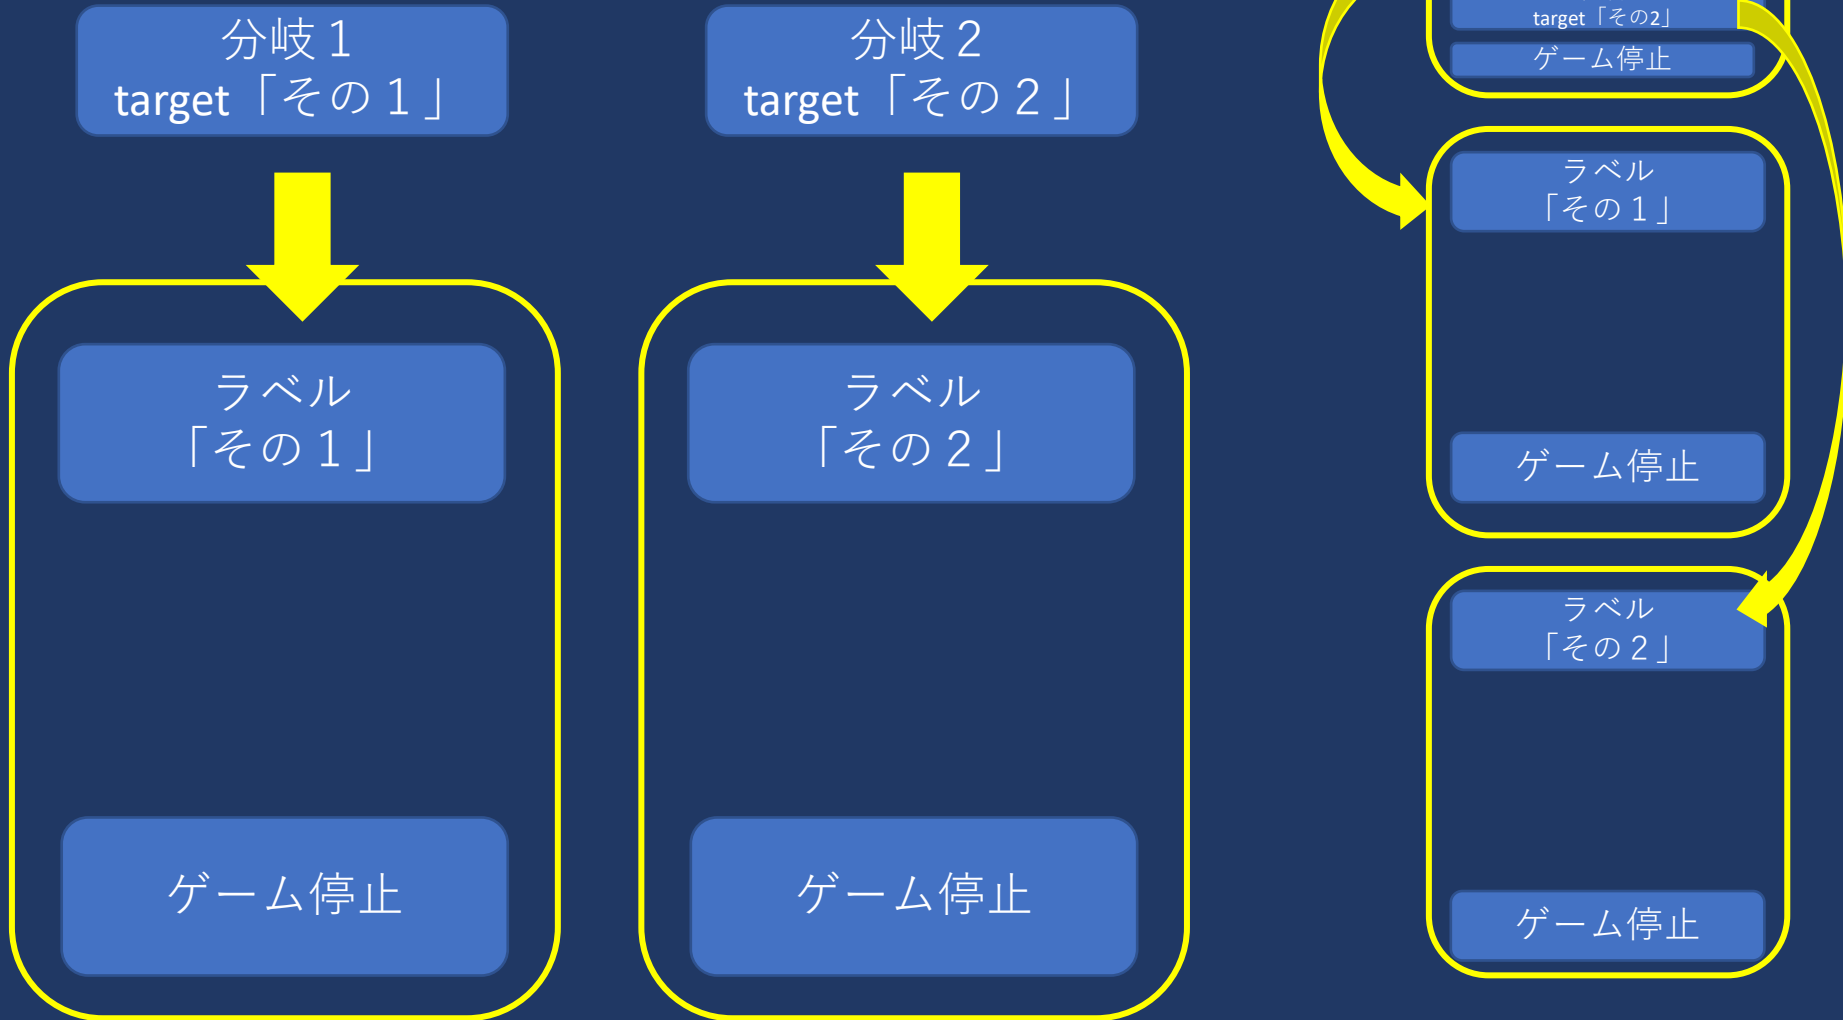 分岐１
target「その１」
ラベル
「その１」
ゲーム停止
分岐２
target「その２」
ラベル
「その２」
ゲーム停止
target「その2」
ゲーム停止
ラベル
「その１」
ゲーム停止
ラベル
「その２」
ゲーム停止